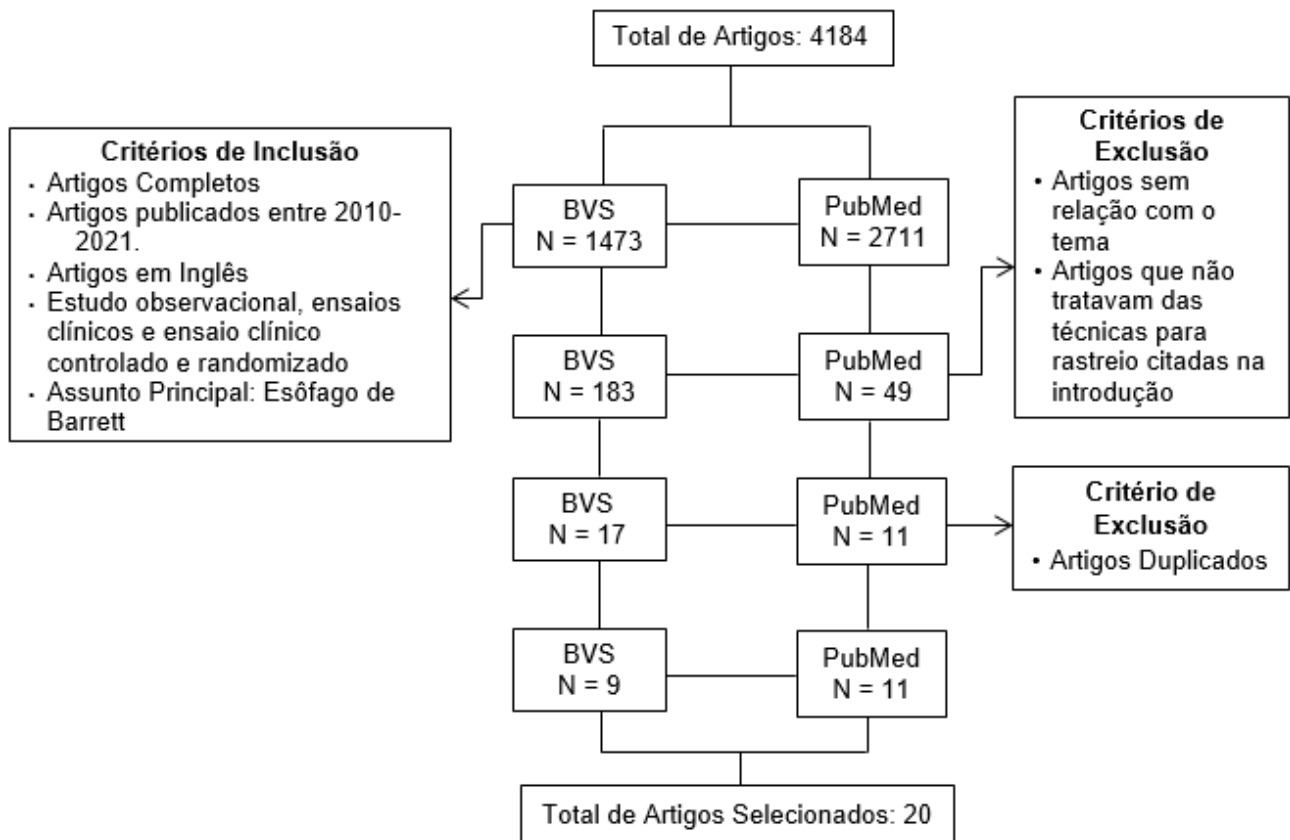 Total de Artigos: 4184
Critérios de Inclusão
· Artigos Completos
· Artigos publicados entre 2010-
2021.
· Artigos em Inglês
· Estudo observacional, ensaios
clínicos e ensaio clínico
controlado e randomizado
· Assunto Principal: Esôfago de
Barrett
BVS
N = 1473
PubMed
N = 2711
Critérios de
Exclusão
• Artigos sem
relação com o
tema
• Artigos que não
tratavam das
técnicas para
rastreio citadas na
introdução
BVS
N = 183
PubMed
N = 49
BVS
N = 17
PubMed
N = 11
Critério de
Exclusão
• Artigos Duplicados
BVS
N = 9
PubMed
N = 11
Total de Artigos Selecionados: 20